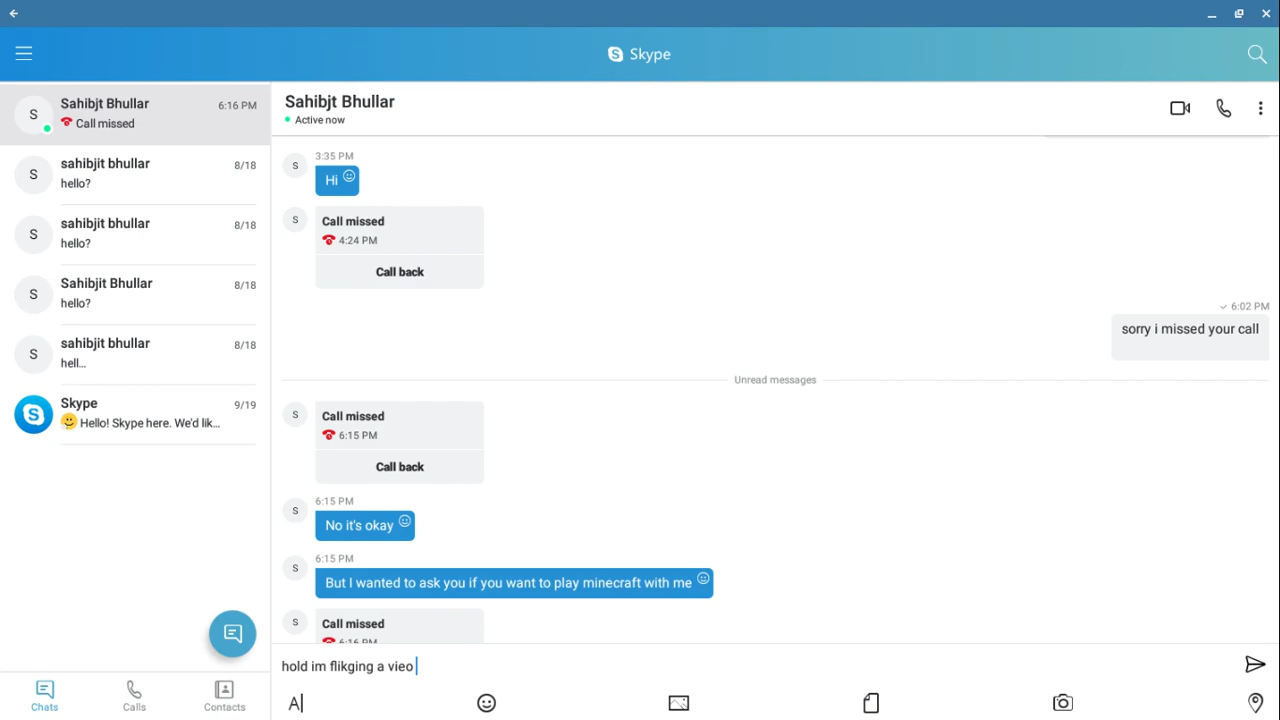 Skype
Sahibjt Bhullar
6:16 PM
Call missed
sahibjit bhullar
8/18
hello?
sahibjit bhullar
8/18
hello?
Sahibjit Bhullar
8/18
hello?
sahibjit bhullar
8/18
hell...
Skype
9/19
Hello! Skype here. We'd lik...
Chats
Calls
Contacts
Sahibjt Bhullar
Active now
S
3:35 PM
Hi
Call missed
4:24 PM
Call back
6:02 PM
sorry i missed your call
Unread messages
Call missed
6:15 PM
Call back
6:15 PM
No it's okay
6:15 PM
But I wanted to ask you if you want to play minecraft with me
Call missed
6:16 PM
hold im flikging a vieo